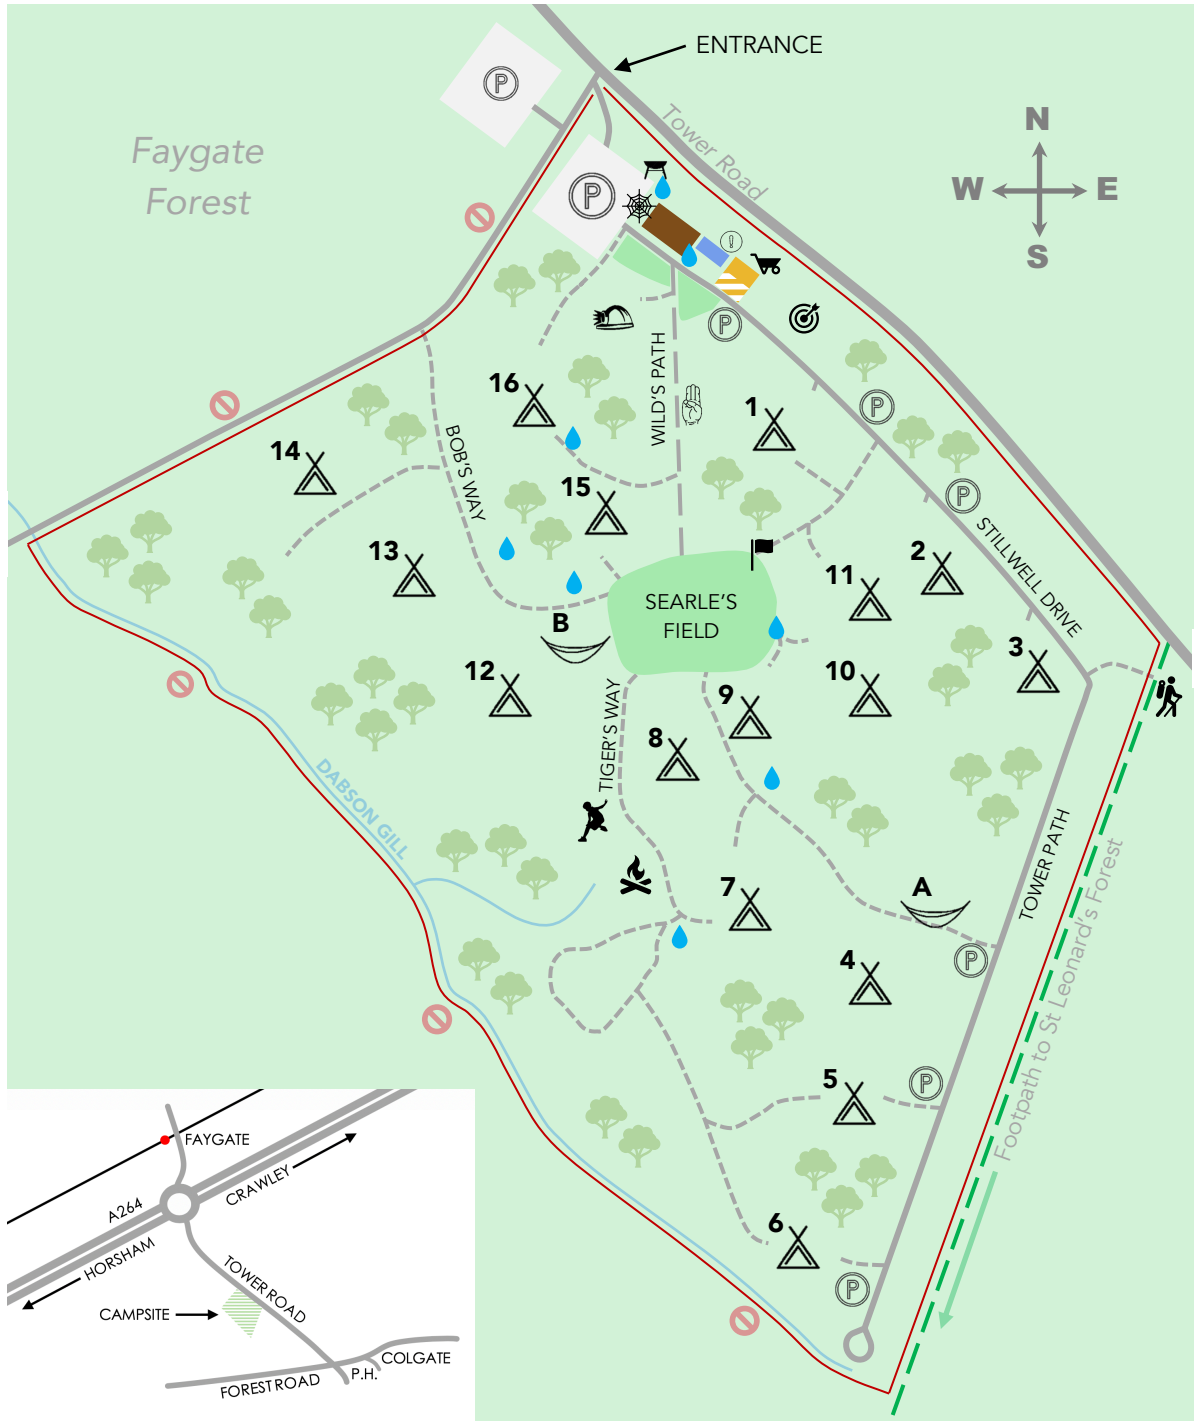 ENTRANCE
P
Faygate
Forest
Tower Road
N
W E
S
P
!
P
WILD'S PATH
16
1
P
BOB'S WAY
14
15
P
STILLWELL DRIVE
13
11
2
SEARLE'S
FIELD
B
3
12
10
9
TIGER'S WAY
8
DABSON GILL
TOWER PATH
Footpath to St Leonard's Forest
7
A
P
4
5
P
6
P
FAYGATE
A264
CRAWLEY
HORSHAM
TOWER ROAD
CAMPSITE
COLGATE
P.H.
FOREST ROAD